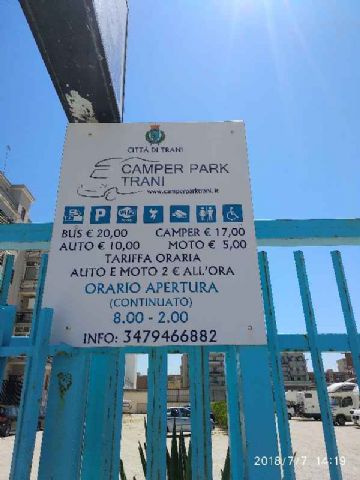 CITTÀ DI TRANI
CAMPER PARK
TRANI
www.camperparktrani.it
P
BUS € 20,00 CAMPER € 17,00
AUTO € 10,00 MOTO € 5,00
TARIFFA ORARIA
AUTO E MOTO 2 € ALL'ORA
ORARIO APERTURA
(CONTINUATO)
8.00 - 2.00
INFO: 3479466882
2018/7/7 14:19